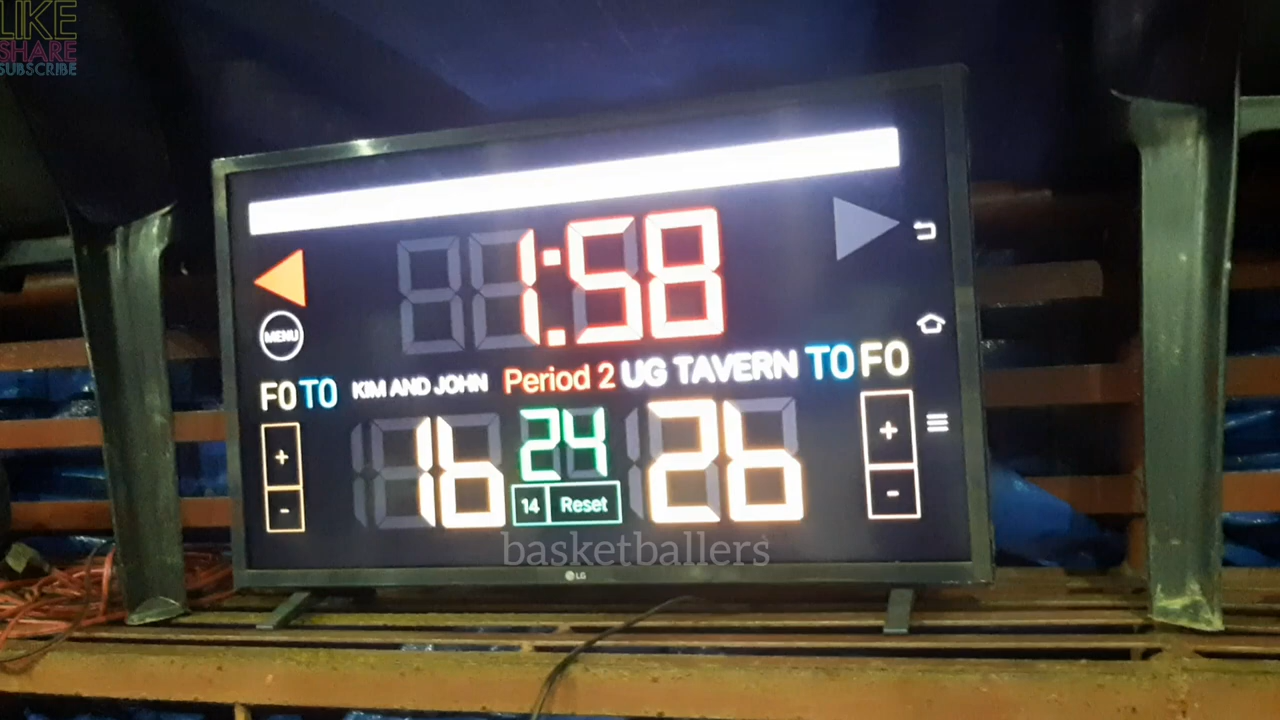 LIKE
SHARE
SUBSCRIBE
1:58
MENU
FO TO KIM AND JOHN Period 2 UG TAVERN TO FO
16 24 26
+ +
- 14 Reset -
basketballers
LG